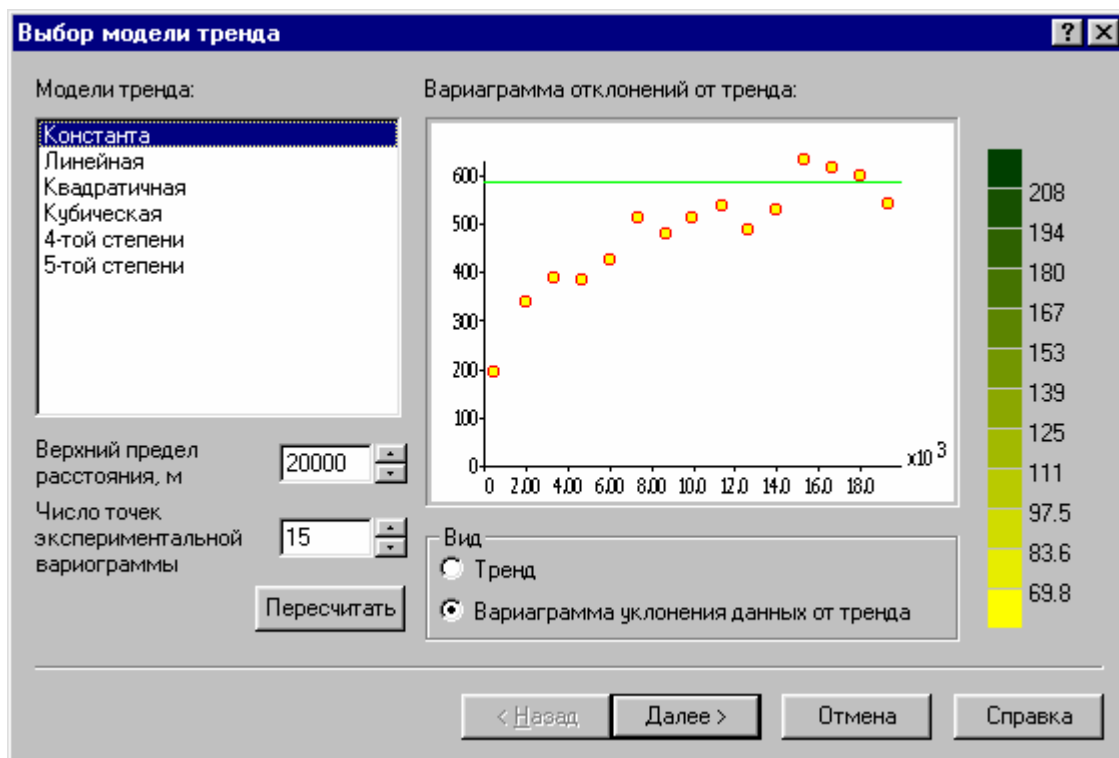 Выбор модели тренда
Модели тренда:
Константа
Линейная
Квадратичная
Кубическая
4-той степени
5-той степени
Верхний предел
расстояния, м
20000
Число точек
экспериментальной
вариограммы
15
Пересчитать
Вариаграмма отклонений от тренда:
600
500
400
300
200
100
0
0 2.00 4.00 6.00 8.00 10.0 12.0 14.0 16.0 18.0
x10 3
Вид
Тренд
Вариаграмма уклонения данных от тренда
208
194
180
167
153
139
125
111
97.5
83.6
69.8
< Назад
Далее >
Отмена
Справка